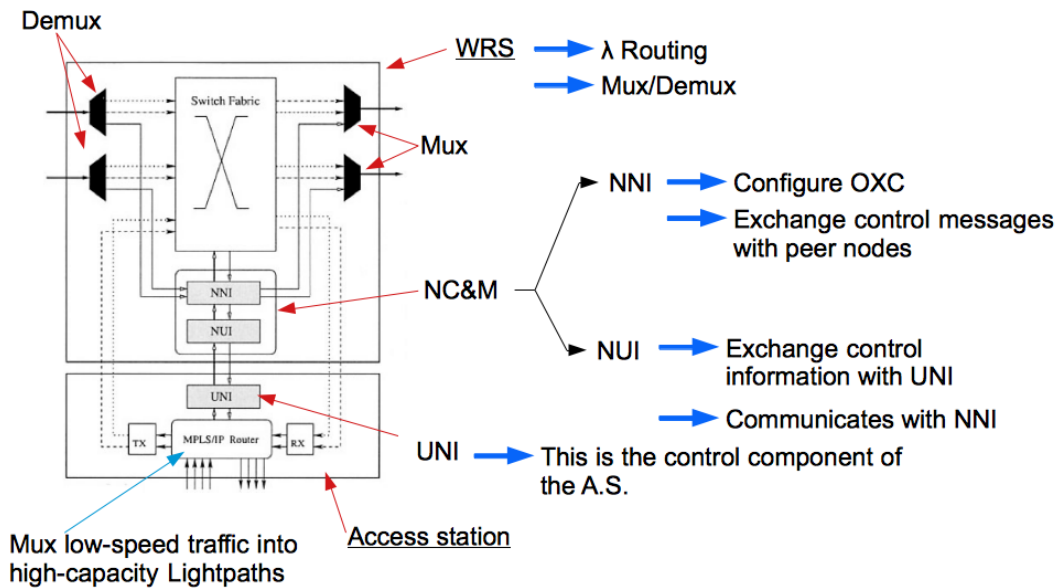 Demux
WRS
λ Routing
Mux/Demux
Switch Fabric
Mux
NNI
Configure OXC
Exchange control messages
with peer nodes
NNI
NC&M
NUI
NUI
Exchange control
information with UNI
Communicates with NNI
UNI
TX
MPLS/IP Router
RX
UNI
This is the control component of
the A.S.
Access station
Mux low-speed traffic into
high-capacity Lightpaths